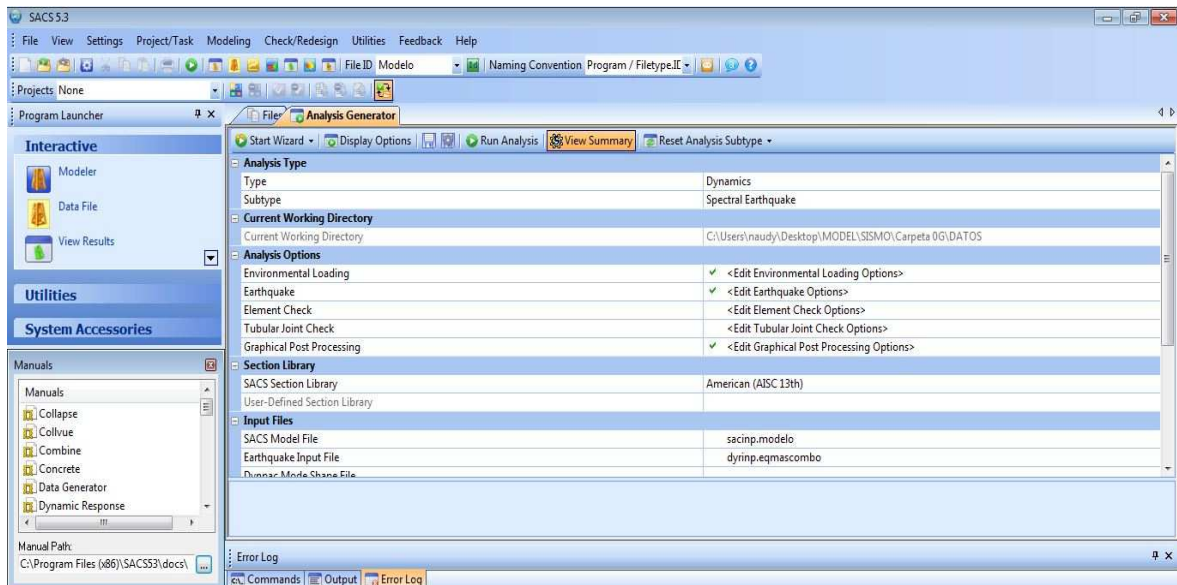 SACS 5.3
File View Settings Project/Task Modeling Check/Redesign Utilities Feedback Help
File ID Modelo Naming Convention Program / Filetype.IE
Projects None
Program Launcher
Files Analysis Generator
Start Wizard Display Options Run Analysis View Summary Reset Analysis Subtype
Interactive
Modeler
Data File
View Results
Utilities
System Accessories
Analysis Type
Type Dynamics
Subtype Spectral Earthquake
Current Working Directory
Current Working Directory C:\Users\naudy\Desktop\MODEL\SISMO\Carpeta 0G\DATOS
Analysis Options
Environmental Loading <Edit Environmental Loading Options>
Earthquake <Edit Earthquake Options>
Element Check <Edit Element Check Options>
Tubular Joint Check <Edit Tubular Joint Check Options>
Graphical Post Processing <Edit Graphical Post Processing Options>
Section Library
SACS Section Library American (AISC 13th)
User-Defined Section Library
Input Files
SACS Model File sacinp.modelo
Earthquake Input File dyrinp.eqmascombo
Dynpac Mode Shape File
Manuals
Manuals
Collapse
Collvue
Combine
Concrete
Data Generator
Dynamic Response
Manual Path:
C:\Program Files (x86)\SACS53\docs\ ...
Error Log
Commands Output Error Log